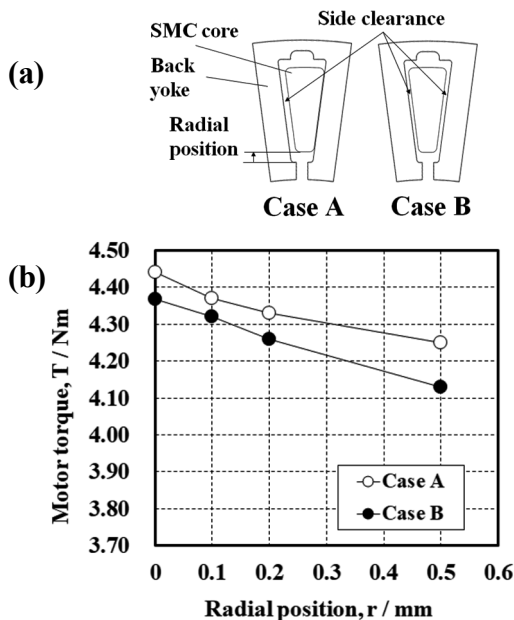 (a)
Side clearance
SMC core
Back
yoke
Radial
position
Case A
Case B
(b)
Motor torque, T / Nm
4.50
4.40
4.30
4.20
4.10
4.00
3.90
3.80
3.70
Case A
Case B
0 0.1 0.2 0.3 0.4 0.5 0.6
Radial position, r / mm